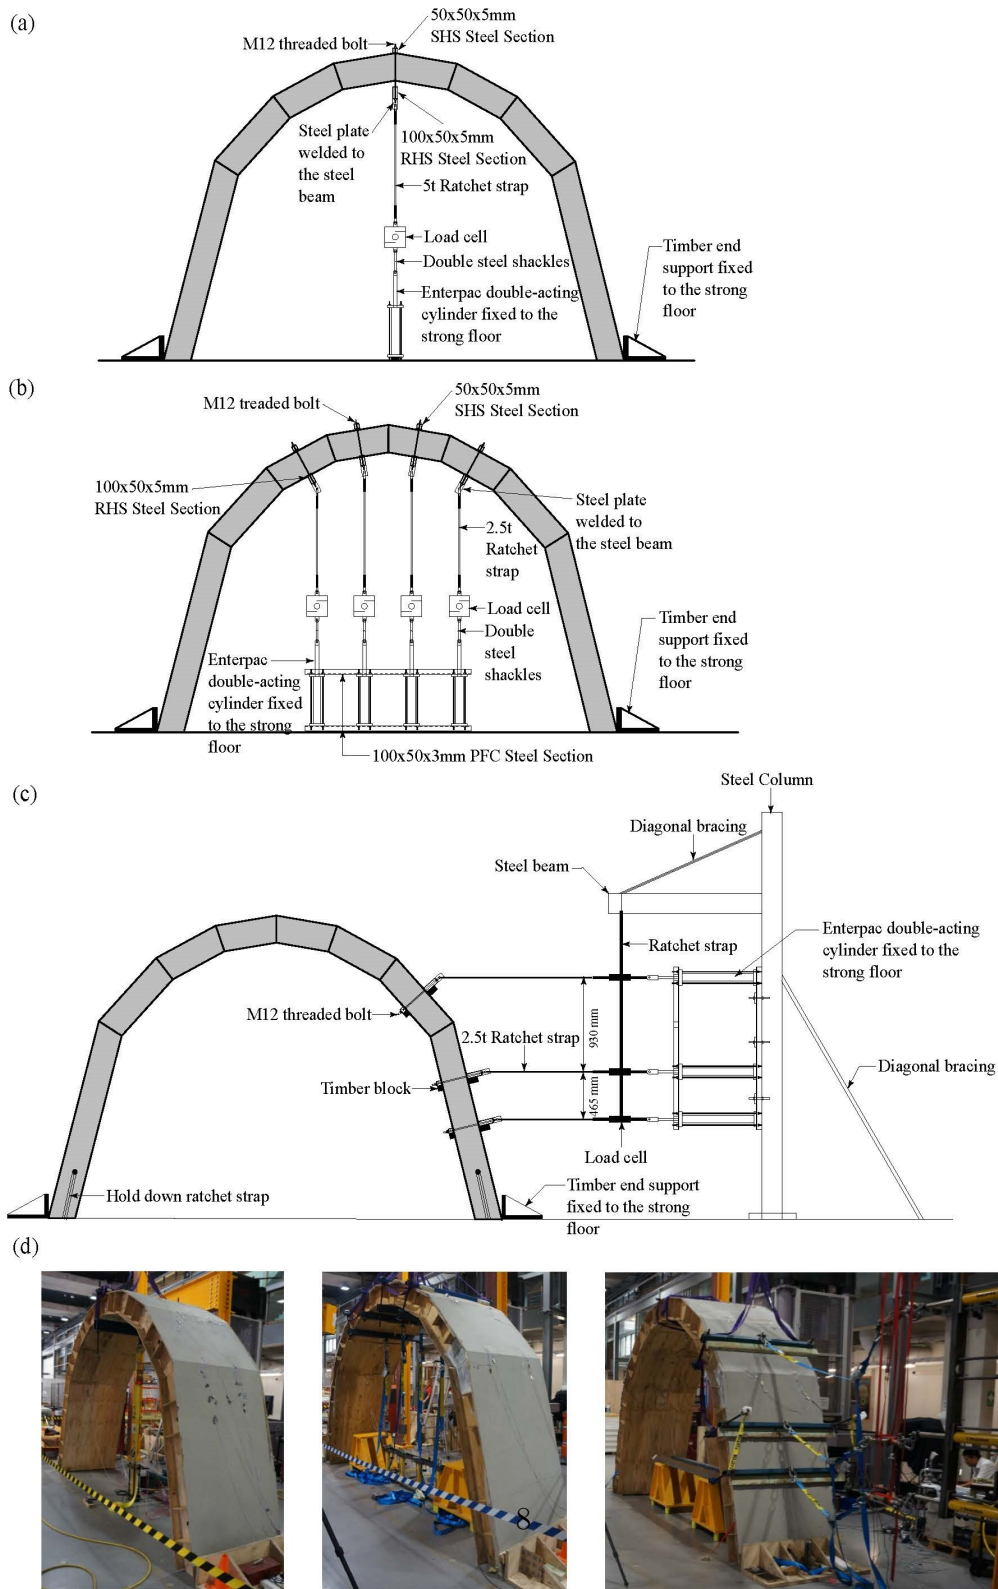 (a)
50x50x5mm
SHS Steel Section
M12 threaded bolt
Steel plate
welded to
the steel
beam
100x50x5mm
RHS Steel Section
5t Ratchet strap
Load cell
Double steel shackles
Enterpac double-acting
cylinder fixed to the
strong floor
Timber end
support fixed
to the strong
floor
(b)
50x50x5mm
SHS Steel Section
M12 treaded bolt
100x50x5mm
RHS Steel Section
Steel plate
welded to
the steel beam
2.5t
Ratchet
strap
Load cell
Double
steel
shackles
Enterpac
double-acting
cylinder fixed
to the strong
floor
Timber end
support fixed
to the strong
floor
100x50x3mm PFC Steel Section
(c)
Steel Column
Diagonal bracing
Steel beam
Ratchet strap
Enterpac double-acting
cylinder fixed to the
strong floor
M12 threaded bolt
930 mm
2.5t Ratchet strap
Timber block
465 mm
Diagonal bracing
Load cell
Hold down ratchet strap
Timber end support
fixed to the strong
floor
(d)
8